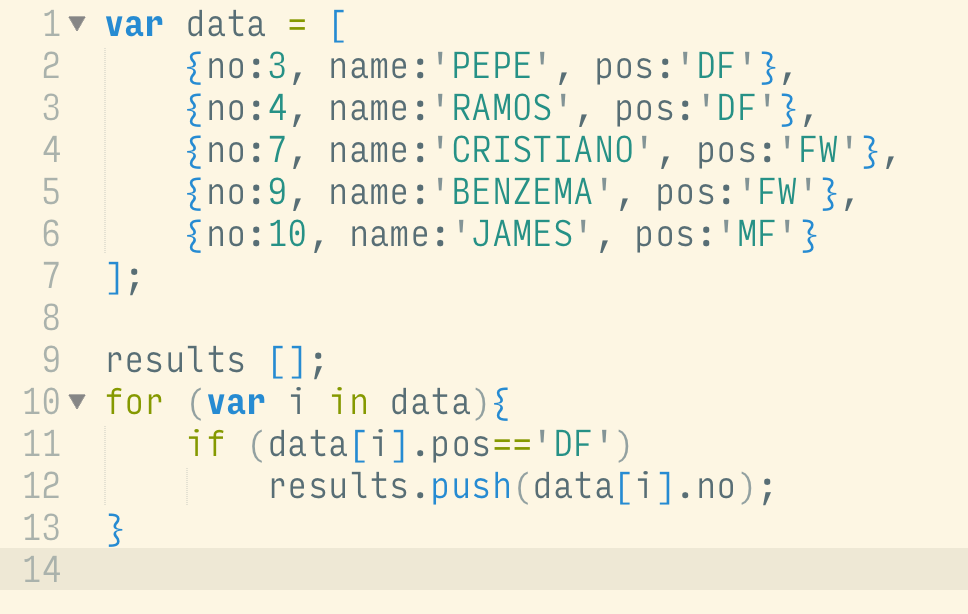 1 var data = [
2 {no:3, name:'PEPE', pos:'DF'},
3 {no:4, name:'RAMOS', pos:'DF'},
4 {no:7, name:'CRISTIANO', pos:'FW'},
5 {no:9, name:'BENZEMA', pos:'FW'},
6 {no:10, name:'JAMES', pos:'MF'}
7 ];
8
9 results [];
10 for (var i in data){
11 if (data[i].pos=='DF')
12 results.push(data[i].no);
13 }
14